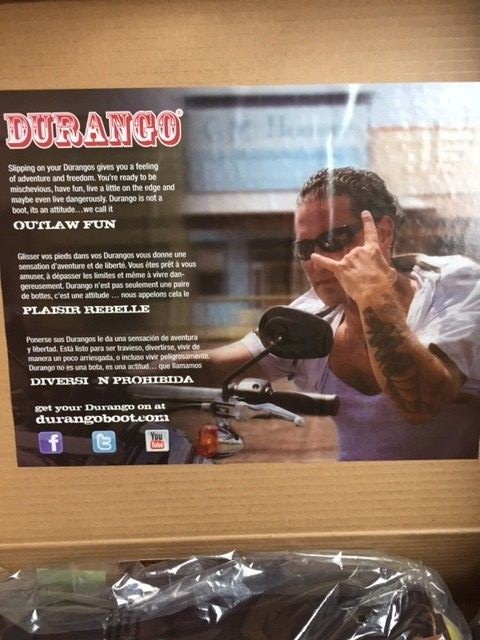 DURANGO®
Slipping on your Durangos gives you a feeling
of adventure and freedom. You're ready to be
mischevious, have fun, live a little on the edge and
maybe even live dangerously. Durango is not a
boot, its an attitude...we call it
OUTLAW FUN
Glisser vos pieds dans vos Durangos vous donne une
sensation d'aventure et de liberté. Vous êtes prêt à vous
amuser, à dépasser les limites et même à vivre dan-
gereusement. Durango n'est pas seulement une paire
de bottes, c'est une attitude ... nous appelons cela le
PLAISIR REBELLE
Ponerse sus Durangos le da una sensación de aventura
y libertad. Está listo para ser travieso, divertirse, vivir de
manera un poco arriesgada, o incluso vivir peligrosamente.
Durango no es una bota, es una actitud... que llamamos
DIVERSI N PROHIBIDA
get your Durango on at
durangoboot.com
f
t
You
Tube